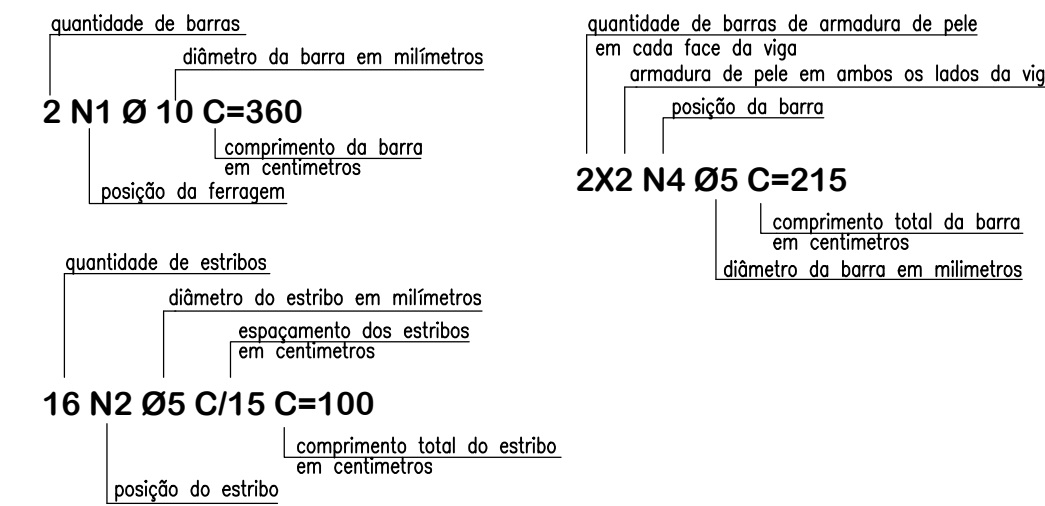 quantidade de barras
diâmetro da barra em milímetros
2 N1 Ø 10 C=360
comprimento da barra
em centimetros
posição da ferragem
quantidade de barras de armadura de pele
em cada face da viga
armadura de pele em ambos os lados da vig
posição da barra
2X2 N4 Ø5 C=215
comprimento total da barra
em centimetros
diâmetro da barra em milimetros
quantidade de estribos
diâmetro do estribo em milímetros
espaçamento dos estribos
em centimetros
16 N2 Ø5 C/15 C=100
comprimento total do estribo
em centimetros
posição do estribo